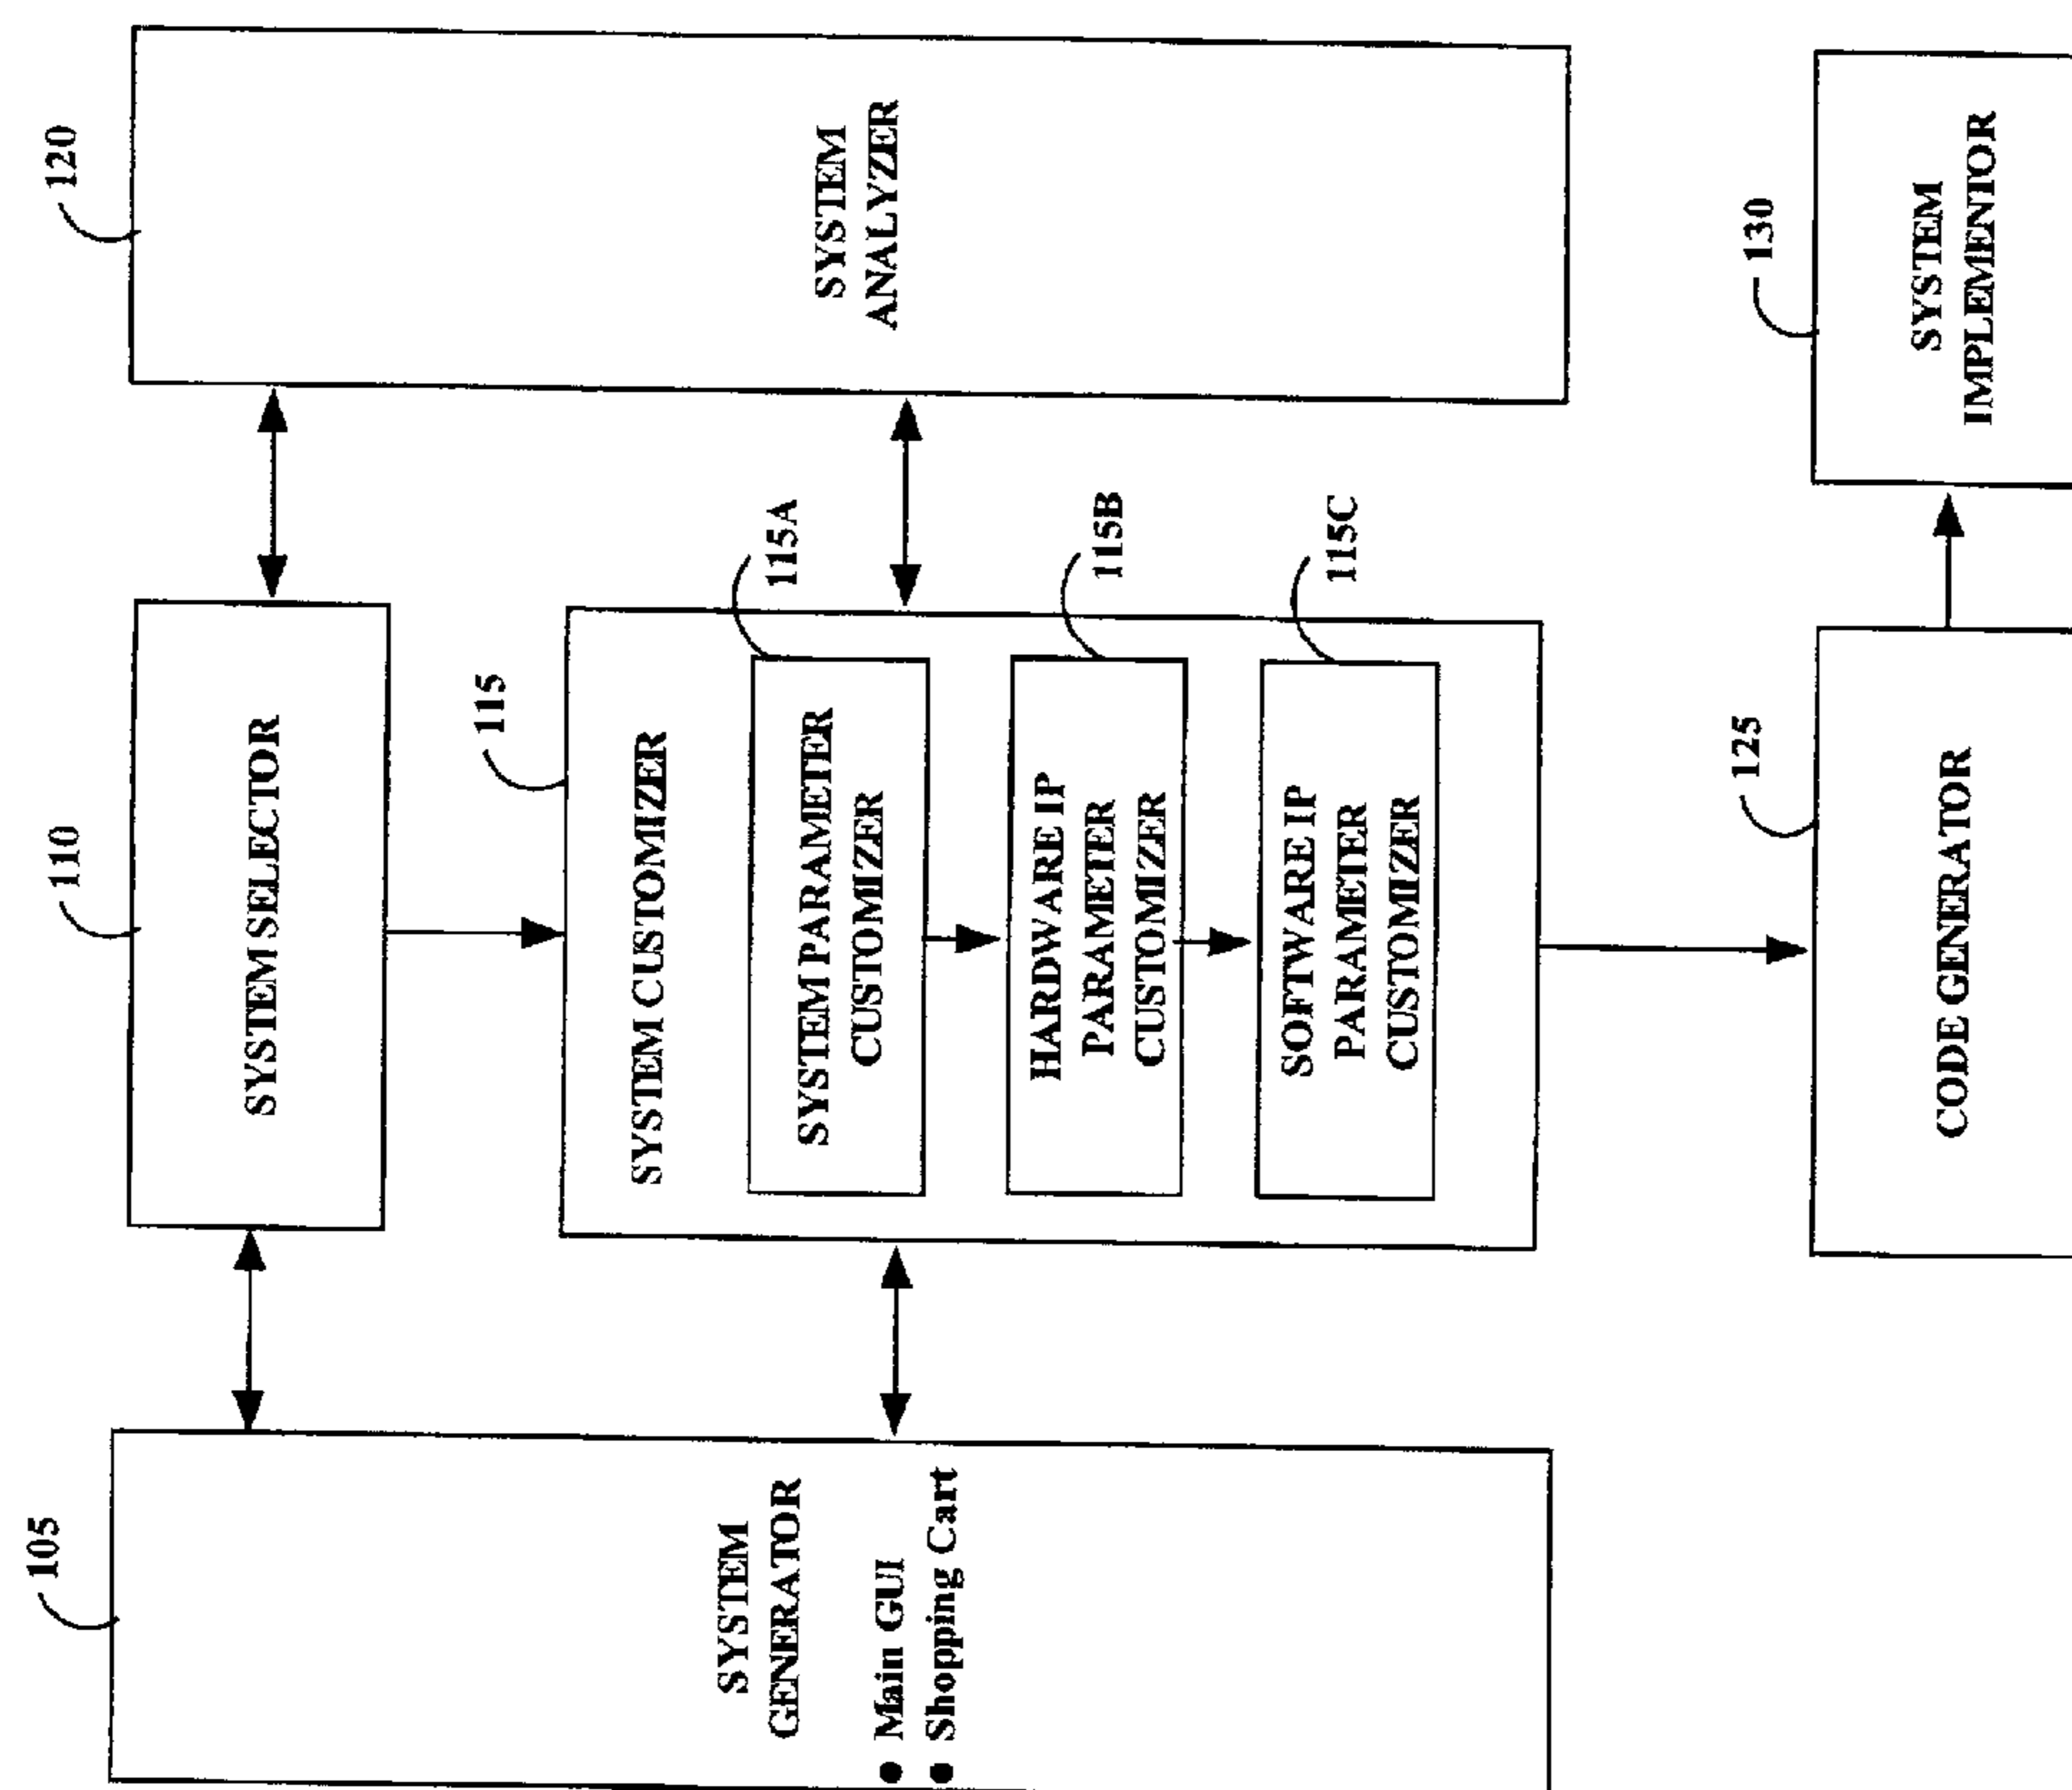 105
SYSTEM
GENERATOR
● Main GUI
● Shopping Cart
110
SYSTEM SELECTOR
115
SYSTEM CUSTOMIZER
115A
SYSTEM PARAMETER
CUSTOMIZER
115B
HARDWARE IP
PARAMETER
CUSTOMIZER
115C
SOFTWARE IP
PARAMETER
CUSTOMIZER
120
SYSTEM
ANALYZER
125
CODE GENERATOR
130
SYSTEM
IMPLEMENTOR